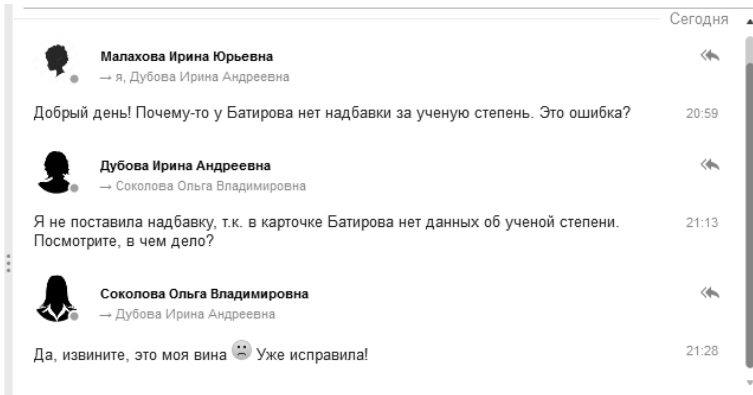 Сегодня
Малахова Ирина Юрьевна
→ я, Дубова Ирина Андреевна
Добрый день! Почему-то у Батирова нет надбавки за ученую степень. Это ошибка?
20:59
Дубова Ирина Андреевна
→ Соколова Ольга Владимировна
Я не поставила надбавку, т.к. в карточке Батирова нет данных об ученой степени.
21:13
Посмотрите, в чем дело?
Соколова Ольга Владимировна
→ Дубова Ирина Андреевна
Да, извините, это моя вина Уже исправила!
21:28